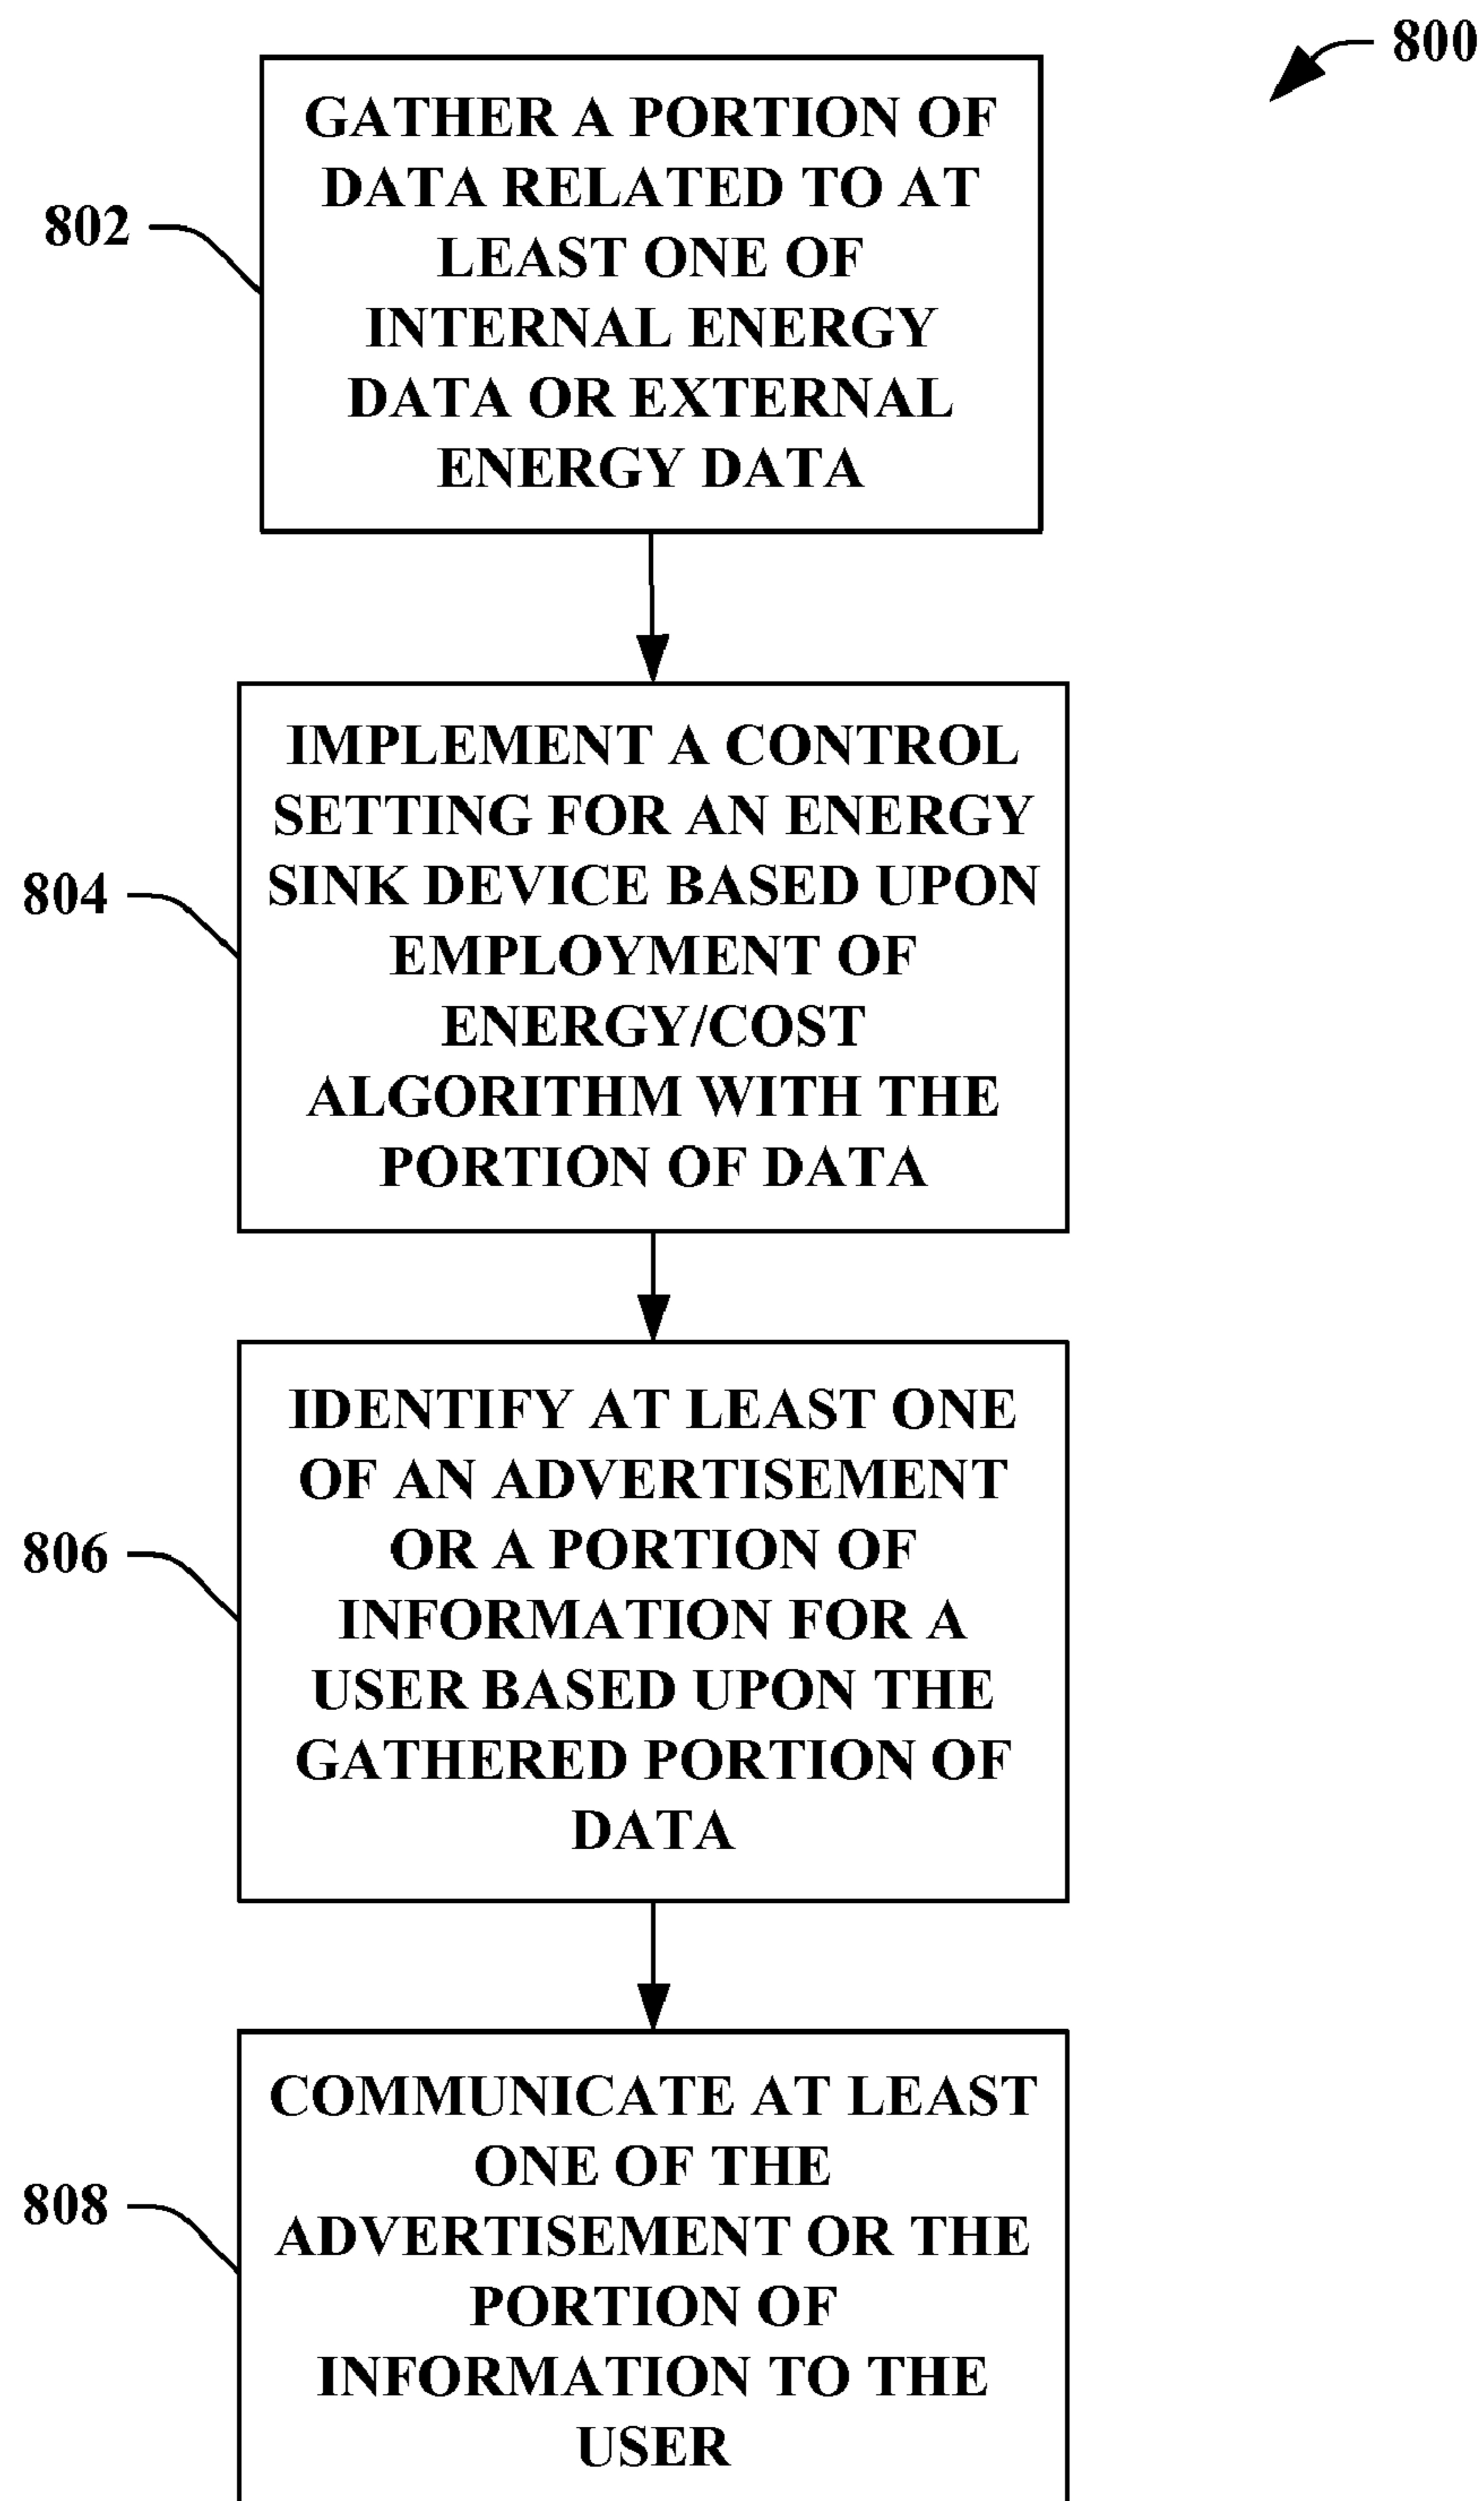 800
802
GATHER A PORTION OF
DATA RELATED TO AT
LEAST ONE OF
INTERNAL ENERGY
DATA OR EXTERNAL
ENERGY DATA
804
IMPLEMENT A CONTROL
SETTING FOR AN ENERGY
SINK DEVICE BASED UPON
EMPLOYMENT OF
ENERGY/COST
ALGORITHM WITH THE
PORTION OF DATA
806
IDENTIFY AT LEAST ONE
OF AN ADVERTISEMENT
OR A PORTION OF
INFORMATION FOR A
USER BASED UPON THE
GATHERED PORTION OF
DATA
808
COMMUNICATE AT LEAST
ONE OF THE
ADVERTISEMENT OR THE
PORTION OF
INFORMATION TO THE
USER